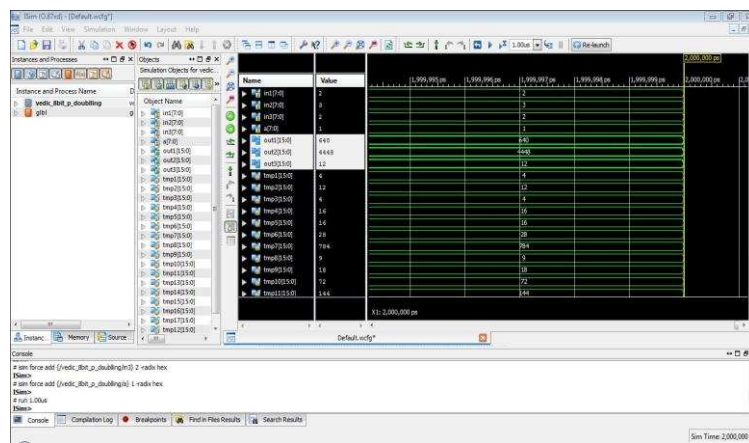 ISim (O.87xd) - [Default.wcfg*]
File Edit View Simulation Window Layout Help
1.00us Re-launch
Instances and Processes
Instance and Process Name
vedic_8bit_p_doublling
glbl
Objects
Simulation Objects for vedic...
Object Name
in1[7:0]
in2[7:0]
in3[7:0]
a[7:0]
out1[15:0]
out2[15:0]
out3[15:0]
tmp1[15:0]
tmp2[15:0]
tmp3[15:0]
tmp4[15:0]
tmp5[15:0]
tmp6[15:0]
tmp7[15:0]
tmp8[15:0]
tmp9[15:0]
tmp10[15:0]
tmp11[15:0]
tmp13[15:0]
tmp14[15:0]
tmp15[15:0]
tmp16[15:0]
tmp17[15:0]
tmp12[15:0]
Name Value
2,000,000 ps
1,999,995 ps 1,999,996 ps 1,999,997 ps 1,999,998 ps 1,999,999 ps 2,000,000 ps
in1[7:0] 2 2
in2[7:0] 3 3
in3[7:0] 2 2
a[7:0] 1 1
out1[15:0] 640 640
out2[15:0] 4448 4448
out3[15:0] 12 12
tmp1[15:0] 4 4
tmp2[15:0] 12 12
tmp3[15:0] 4 4
tmp4[15:0] 16 16
tmp5[15:0] 16 16
tmp6[15:0] 28 28
tmp7[15:0] 784 784
tmp8[15:0] 9 9
tmp9[15:0] 18 18
tmp10[15:0] 72 72
tmp11[15:0] 144 144
X1: 2,000,000 ps
Instanc... Memory Source...
Default.wcfg*
Console
# isim force add {/vedic_8bit_p_doublling/in3} 2 -radix hex
ISim>
# isim force add {/vedic_8bit_p_doublling/a} 1 -radix hex
ISim>
# run 1.00us
ISim>
Console Compilation Log Breakpoints Find in Files Results Search Results
Sim Time: 2,000,000